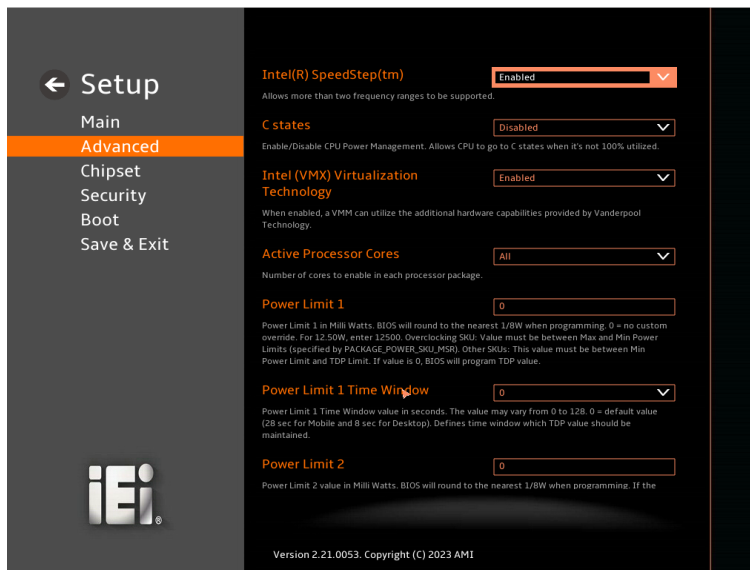 Setup
Main
Advanced
Chipset
Security
Boot
Save & Exit
Intel(R) SpeedStep(tm)
Enabled
Allows more than two frequency ranges to be supported.
C states
Disabled
Enable/Disable CPU Power Management. Allows CPU to go to C states when it's not 100% utilized.
Intel (VMX) Virtualization
Technology
Enabled
When enabled, a VMM can utilize the additional hardware capabilities provided by Vanderpool
Technology.
Active Processor Cores
All
Number of cores to enable in each processor package.
Power Limit 1
0
Power Limit 1 in Milli Watts. BIOS will round to the nearest 1/8W when programming. 0 = no custom
override. For 12.50W, enter 12500. Overclocking SKU: Value must be between Max and Min Power
Limits (specified by PACKAGE_POWER_SKU_MSR). Other SKUs: This value must be between Min
Power Limit and TDP Limit. If value is 0, BIOS will program TDP value.
Power Limit 1 Time Window
0
Power Limit 1 Time Window value in seconds. The value may vary from 0 to 128. 0 = default value
(28 sec for Mobile and 8 sec for Desktop). Defines time window which TDP value should be
maintained.
Power Limit 2
0
Power Limit 2 value in Milli Watts. BIOS will round to the nearest 1/8W when programming. If the
iEi
®
Version 2.21.0053. Copyright (C) 2023 AMI